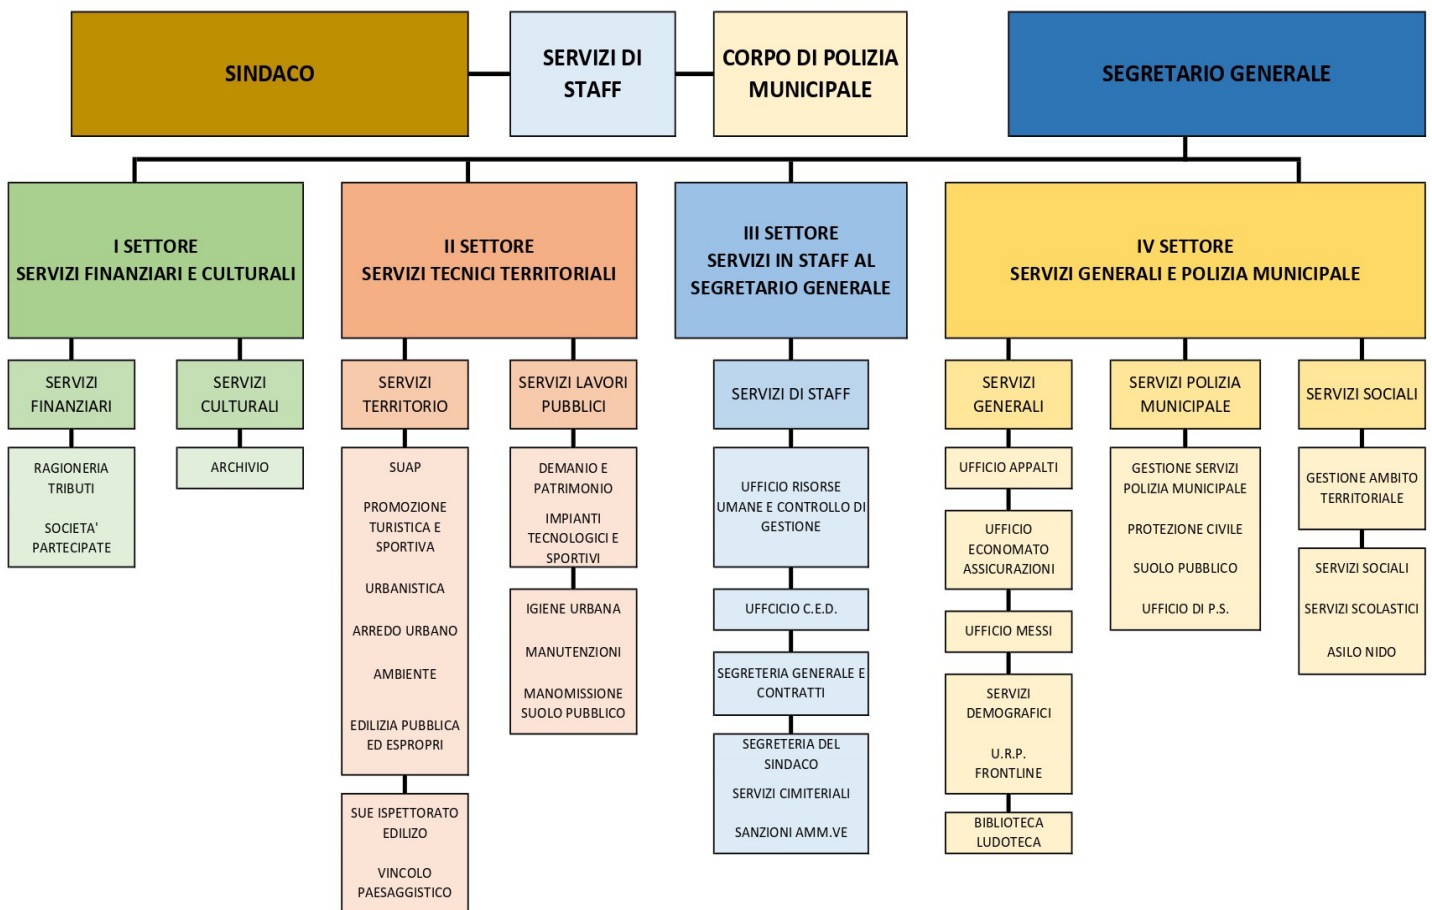 SINDACO
SERVIZI DI
STAFF
CORPO DI POLIZIA
MUNICIPALE
SEGRETARIO GENERALE
I SETTORE
SERVIZI FINANZIARI E CULTURALI
II SETTORE
SERVIZI TECNICI TERRITORIALI
III SETTORE
SERVIZI IN STAFF AL
SEGRETARIO GENERALE
IV SETTORE
SERVIZI GENERALI E POLIZIA MUNICIPALE
SERVIZI
FINANZIARI
RAGIONERIA
TRIBUTI
SOCIETA'
PARTECIPATE
SERVIZI
CULTURALI
ARCHIVIO
SERVIZI
TERRITORIO
SUAP
PROMOZIONE
TURISTICA E
SPORTIVA
URBANISTICA
ARREDO URBANO
AMBIENTE
EDILIZIA PUBBLICA
ED ESPROPRI
SUE ISPETTORATO
EDILIZO
VINCOLO
PAESAGGISTICO
SERVIZI LAVORI
PUBBLICI
DEMANIO E
PATRIMONIO
IMPIANTI
TECNOLOGICI E
SPORTIVI
IGIENE URBANA
MANUTENZIONI
MANOMISSIONE
SUOLO PUBBLICO
SERVIZI DI STAFF
UFFICIO RISORSE
UMANE E CONTROLLO DI
GESTIONE
UFFCICIO C.E.D.
SEGRETERIA GENERALE E
CONTRATTI
SEGRETERIA DEL
SINDACO
SERVIZI CIMITERIALI
SANZIONI AMM.VE
SERVIZI
GENERALI
UFFICIO APPALTI
UFFICIO
ECONOMATO
ASSICURAZIONI
UFFICIO MESSI
SERVIZI
DEMOGRAFICI
U.R.P.
FRONTLINE
BIBLIOTECA
LUDOTECA
SERVIZI POLIZIA
MUNICIPALE
GESTIONE SERVIZI
POLIZIA MUNICIPALE
PROTEZIONE CIVILE
SUOLO PUBBLICO
UFFICIO DI P.S.
SERVIZI SOCIALI
GESTIONE AMBITO
TERRITORIALE
SERVIZI SOCIALI
SERVIZI SCOLASTICI
ASILO NIDO